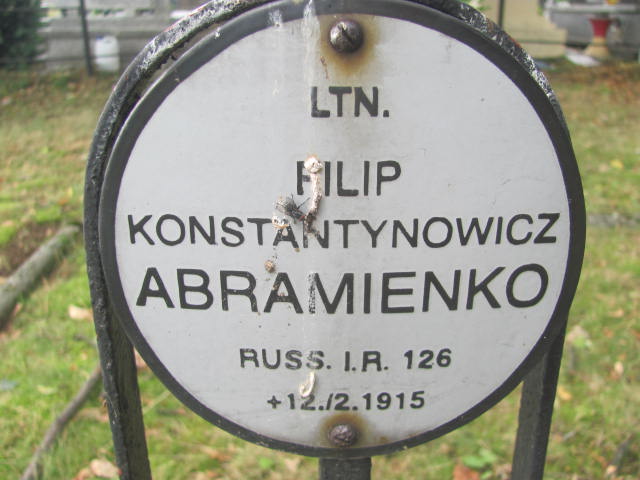 LTN.
FILIP
KONSTANTYNOWICZ
ABRAMIENKO
RUSS. I.R. 126
+12./2.1915